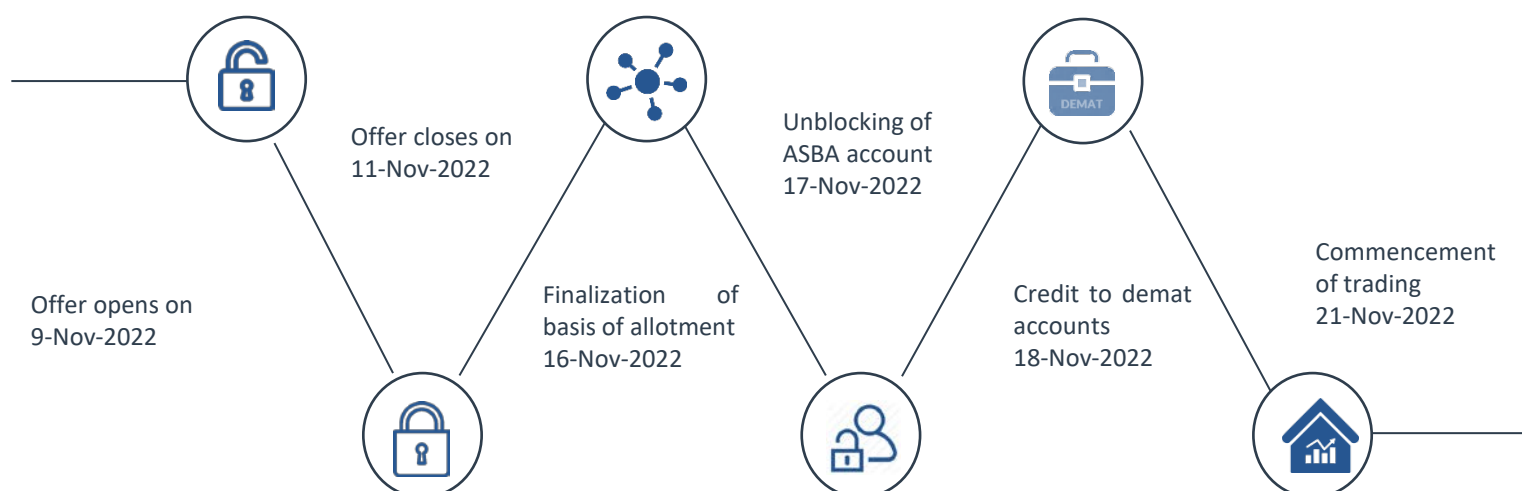 Offer opens on
9-Nov-2022
Offer closes on
11-Nov-2022
Finalization of
basis of allotment
16-Nov-2022
Unblocking of
ASBA account
17-Nov-2022
DEMAT
Credit to demat
accounts
18-Nov-2022
Commencement
of trading
21-Nov-2022